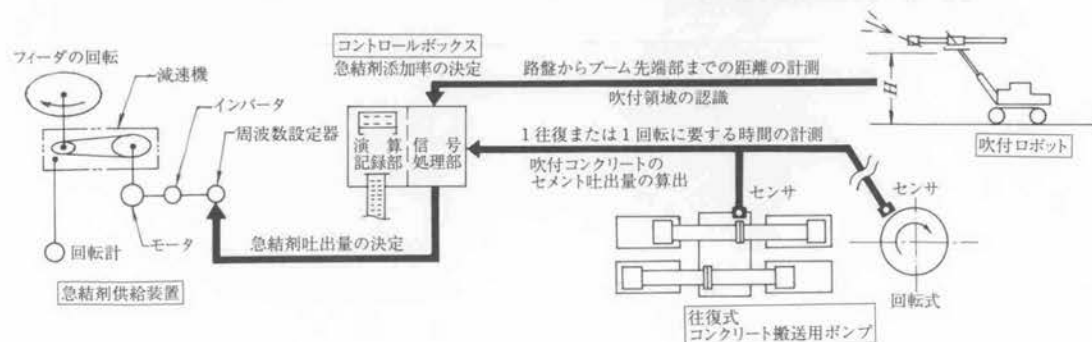 フィーダの回転
減速機
インバータ
周波数設定器
回転計
モータ
急結剤供給装置
急結剤吐出量の決定
コントロールボックス
急結剤添加率の決定
演算
記録部
信号
処理部
路盤からブーム先端部までの距離の計測
吹付領域の認識
1往復または1回転に要する時間の計測
吹付コンクリートの
セメント吐出量の算出
センサ
センサ
H
吹付ロボット
回転式
往復式
コンクリート搬送用ポンプ